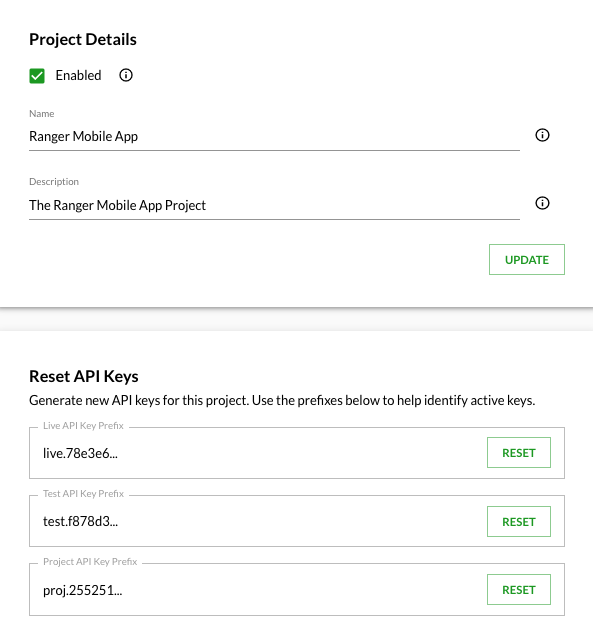 Project Details
Enabled
Name
Ranger Mobile App
Description
The Ranger Mobile App Project
UPDATE
Reset API Keys
Generate new API keys for this project. Use the prefixes below to help identify active keys.
Live API Key Prefix
live.78e3e6...
RESET
Test API Key Prefix
test.f878d3...
RESET
Project API Key Prefix
proj.255251...
RESET